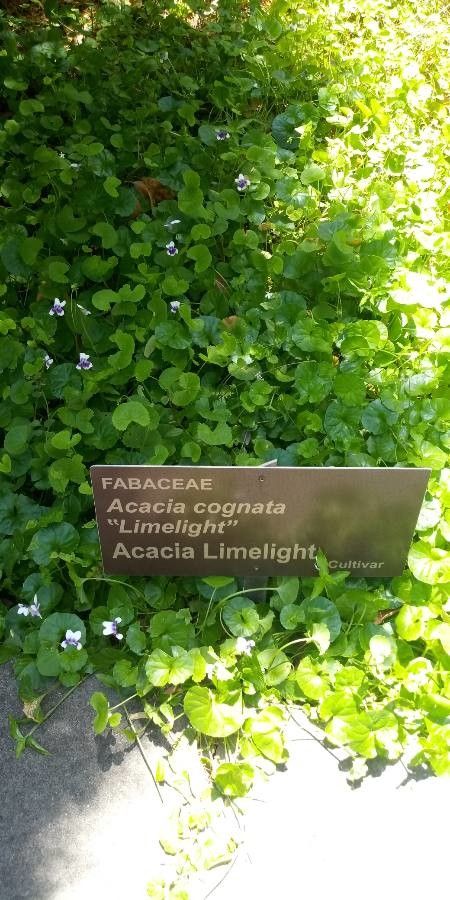 FABACEAE
Acacia cognata
"Limelight"
Acacia Limelight
Cultivar